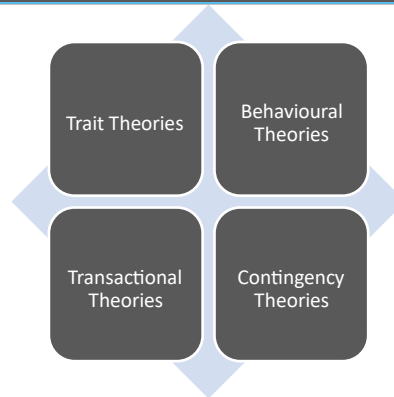 Trait Theories
Behavioural
Theories
Transactional
Theories
Contingency
Theories